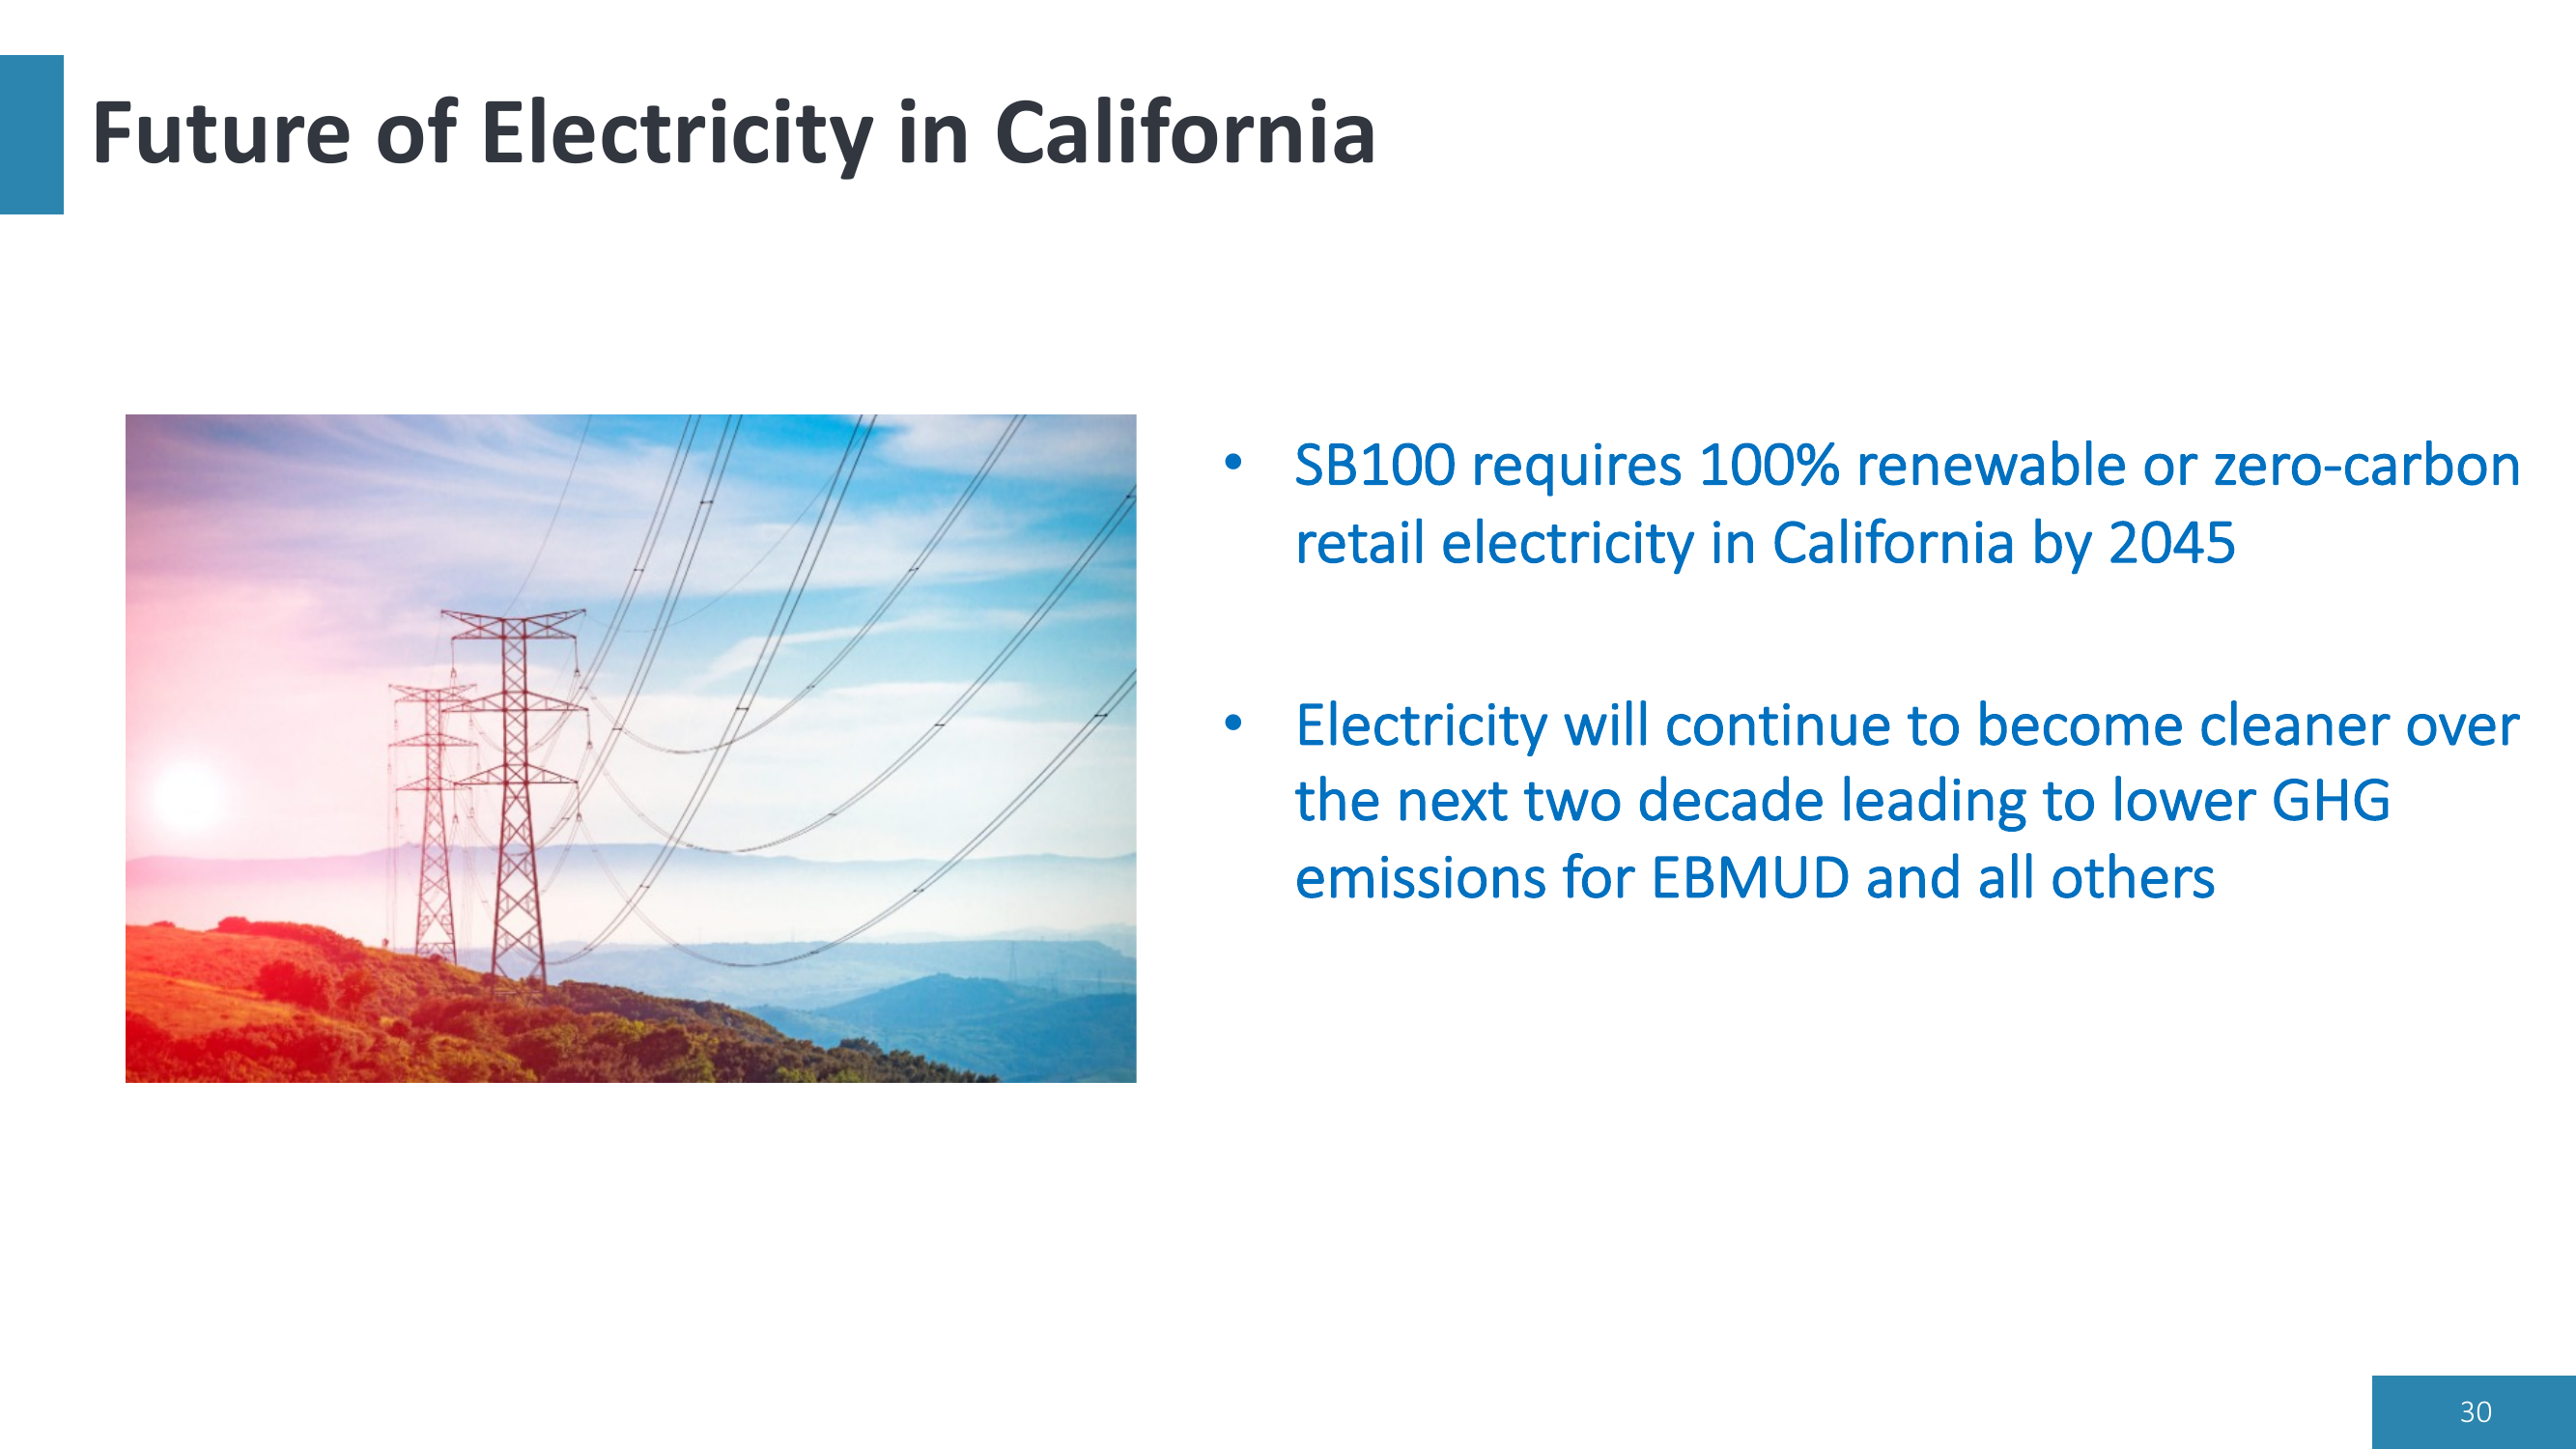 Future of Electricity in California
• SB100 requires 100% renewable or zero-carbon
retail electricity in California by 2045
• Electricity will continue to become cleaner over
the next two decade leading to lower GHG
emissions for EBMUD and all others
30